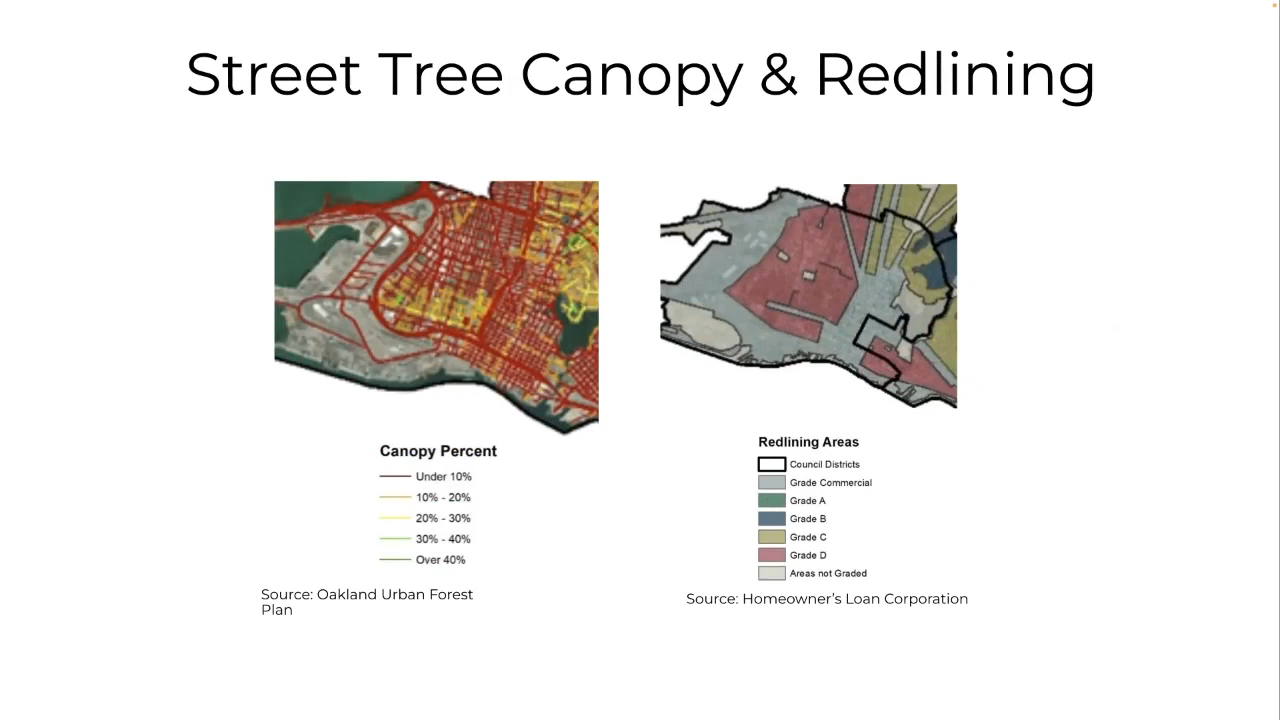 Street Tree Canopy & Redlining
Canopy Percent
Under 10%
10% - 20%
20% - 30%
30% - 40%
Over 40%
Source: Oakland Urban Forest
Plan
Redlining Areas
Council Districts
Grade Commercial
Grade A
Grade B
Grade C
Grade D
Areas not Graded
Source: Homeowner’s Loan Corporation